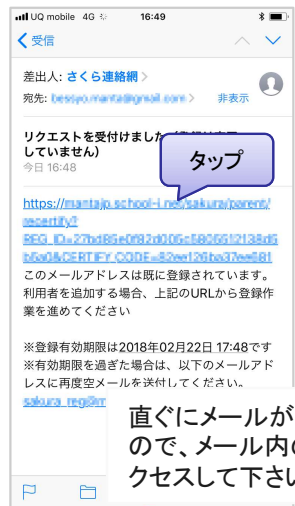 UQ mobile 4G 16:49
受信
差出人: さくら連絡網
宛先:
非表示
リクエストを受付けました
していません）
今日 16:48
タップ
https://mantajp.school-i.net/sakura/parent/
このメールアドレスは既に登録されています。
利用者を追加する場合、上記のURLから登録作
業を進めてください
※登録有効期限は2018年02月22日 17:48です
※有効期限を過ぎた場合は、以下のメールアド
レスに再度空メールを送付してください。
直ぐにメールが
ので、メール内の
クセスして下さい